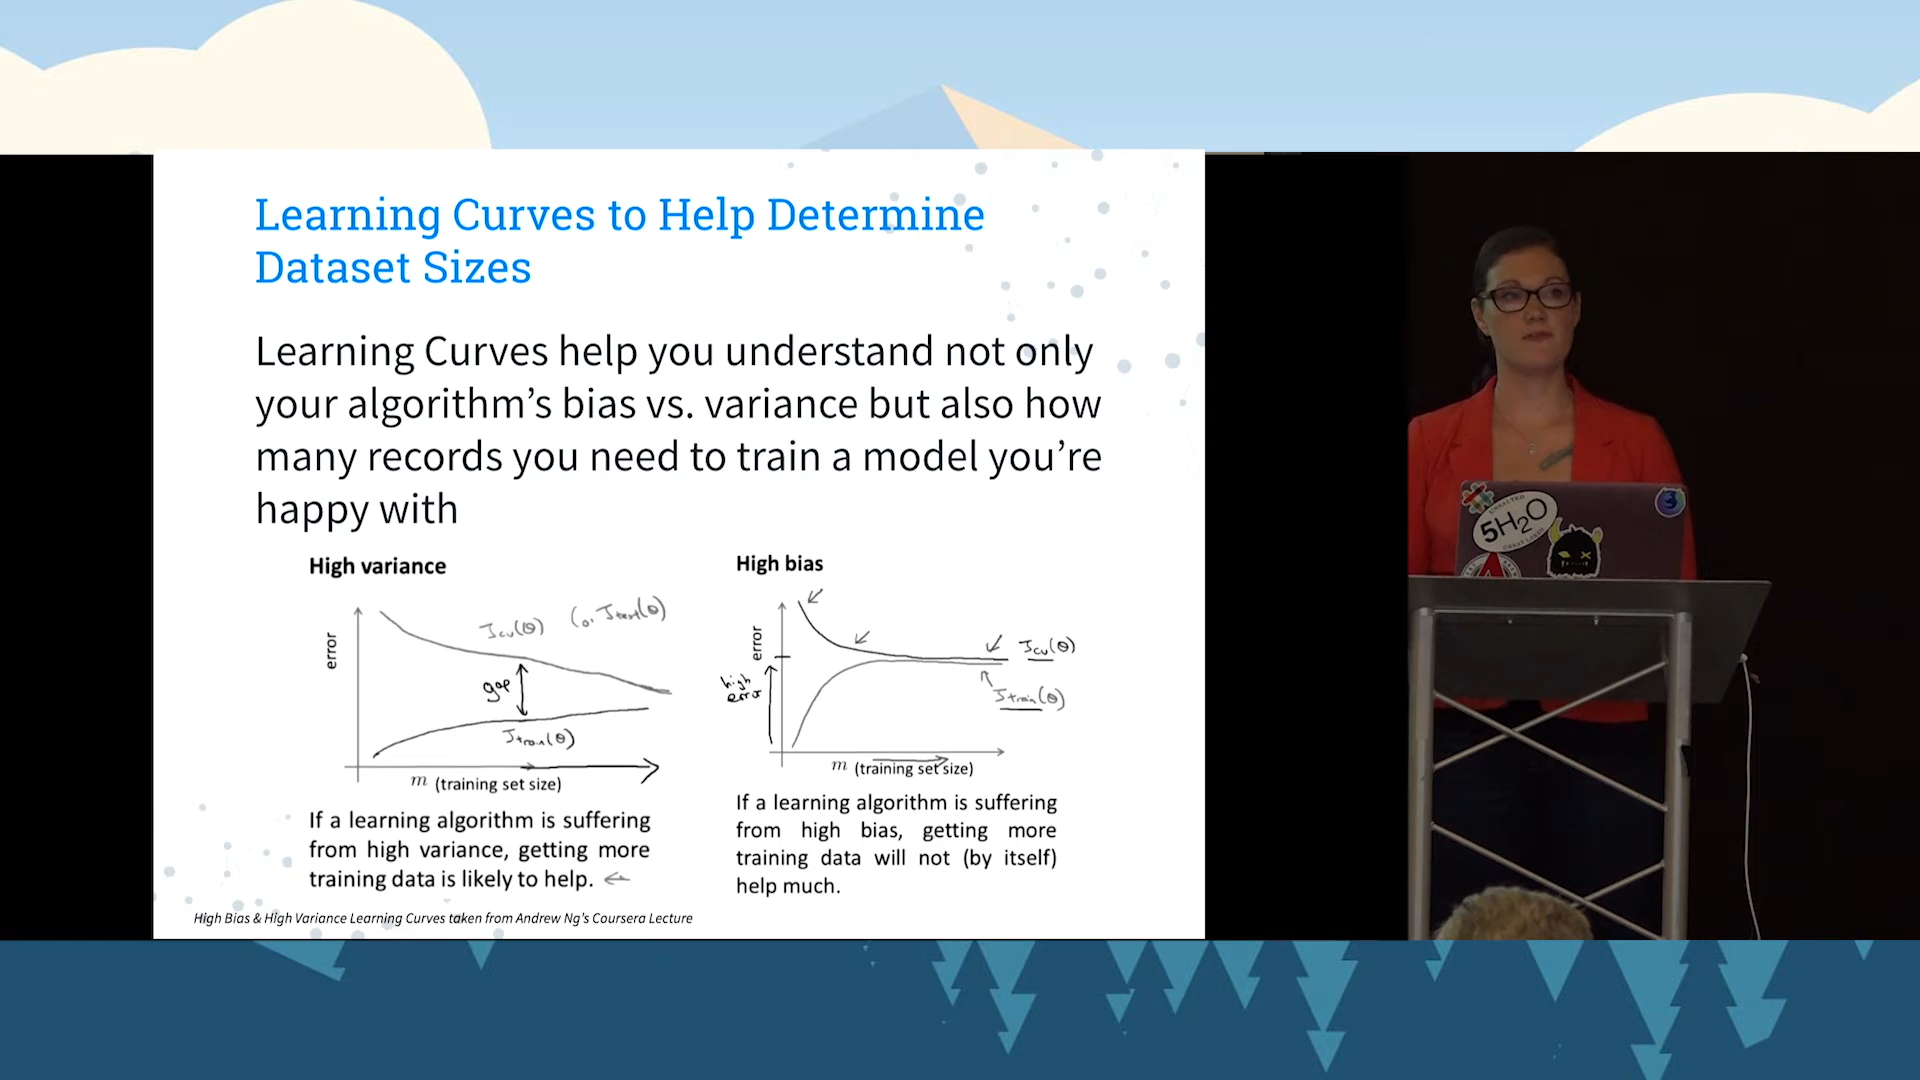 Learning Curves to Help Determine
Dataset Sizes
Learning Curves help you understand not only
your algorithm’s bias vs. variance but also how
many records you need to train a model you’re
happy with
High variance
error
Jcv(θ) (or Jtest(θ)
gap
Jtrain(θ)
m (training set size)
If a learning algorithm is suffering
from high variance, getting more
training data is likely to help.
High bias
error
high
error
Jcv(θ)
Jtrain(θ)
m (training set size)
If a learning algorithm is suffering
from high bias, getting more
training data will not (by itself)
help much.
High Bias & High Variance Learning Curves taken from Andrew Ng’s Coursera Lecture
UNSALTED
5H2O
GREAT LAKES